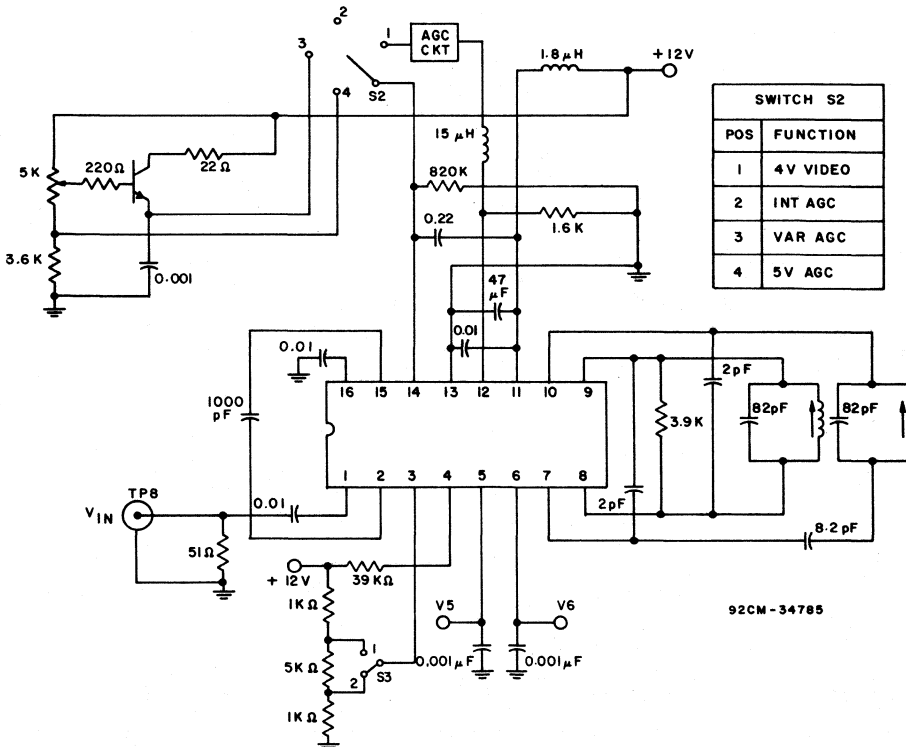 2
1
AGC
CKT
3
4
S2
1.8 μH
+12V
SWITCH S2
POS FUNCTION
1 4V VIDEO
2 INT AGC
3 VAR AGC
4 5V AGC
15 μH
5K
220Ω
22Ω
820K
0.22
1.6K
3.6K
0.001
47
μF
0.01
0.01
16 15 14 13 12 11 10 9
1000
pF
2pF
3.9K
82pF
82pF
1 2 3 4 5 6 7 8
2pF
TP8
VIN
0.01
51Ω
8.2pF
+12V
39KΩ
1KΩ
V5
V6
92CM-34785
1
5KΩ
2
S3
0.001μF
0.001μF
1KΩ